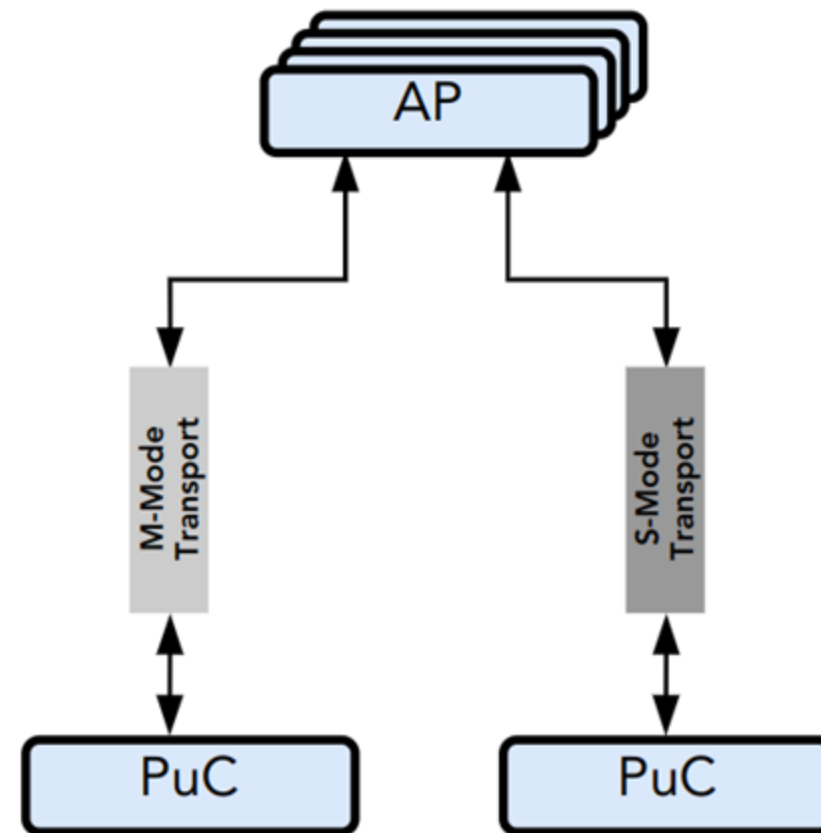 AP
M-Mode
Transport
S-Mode
Transport
PuC
PuC